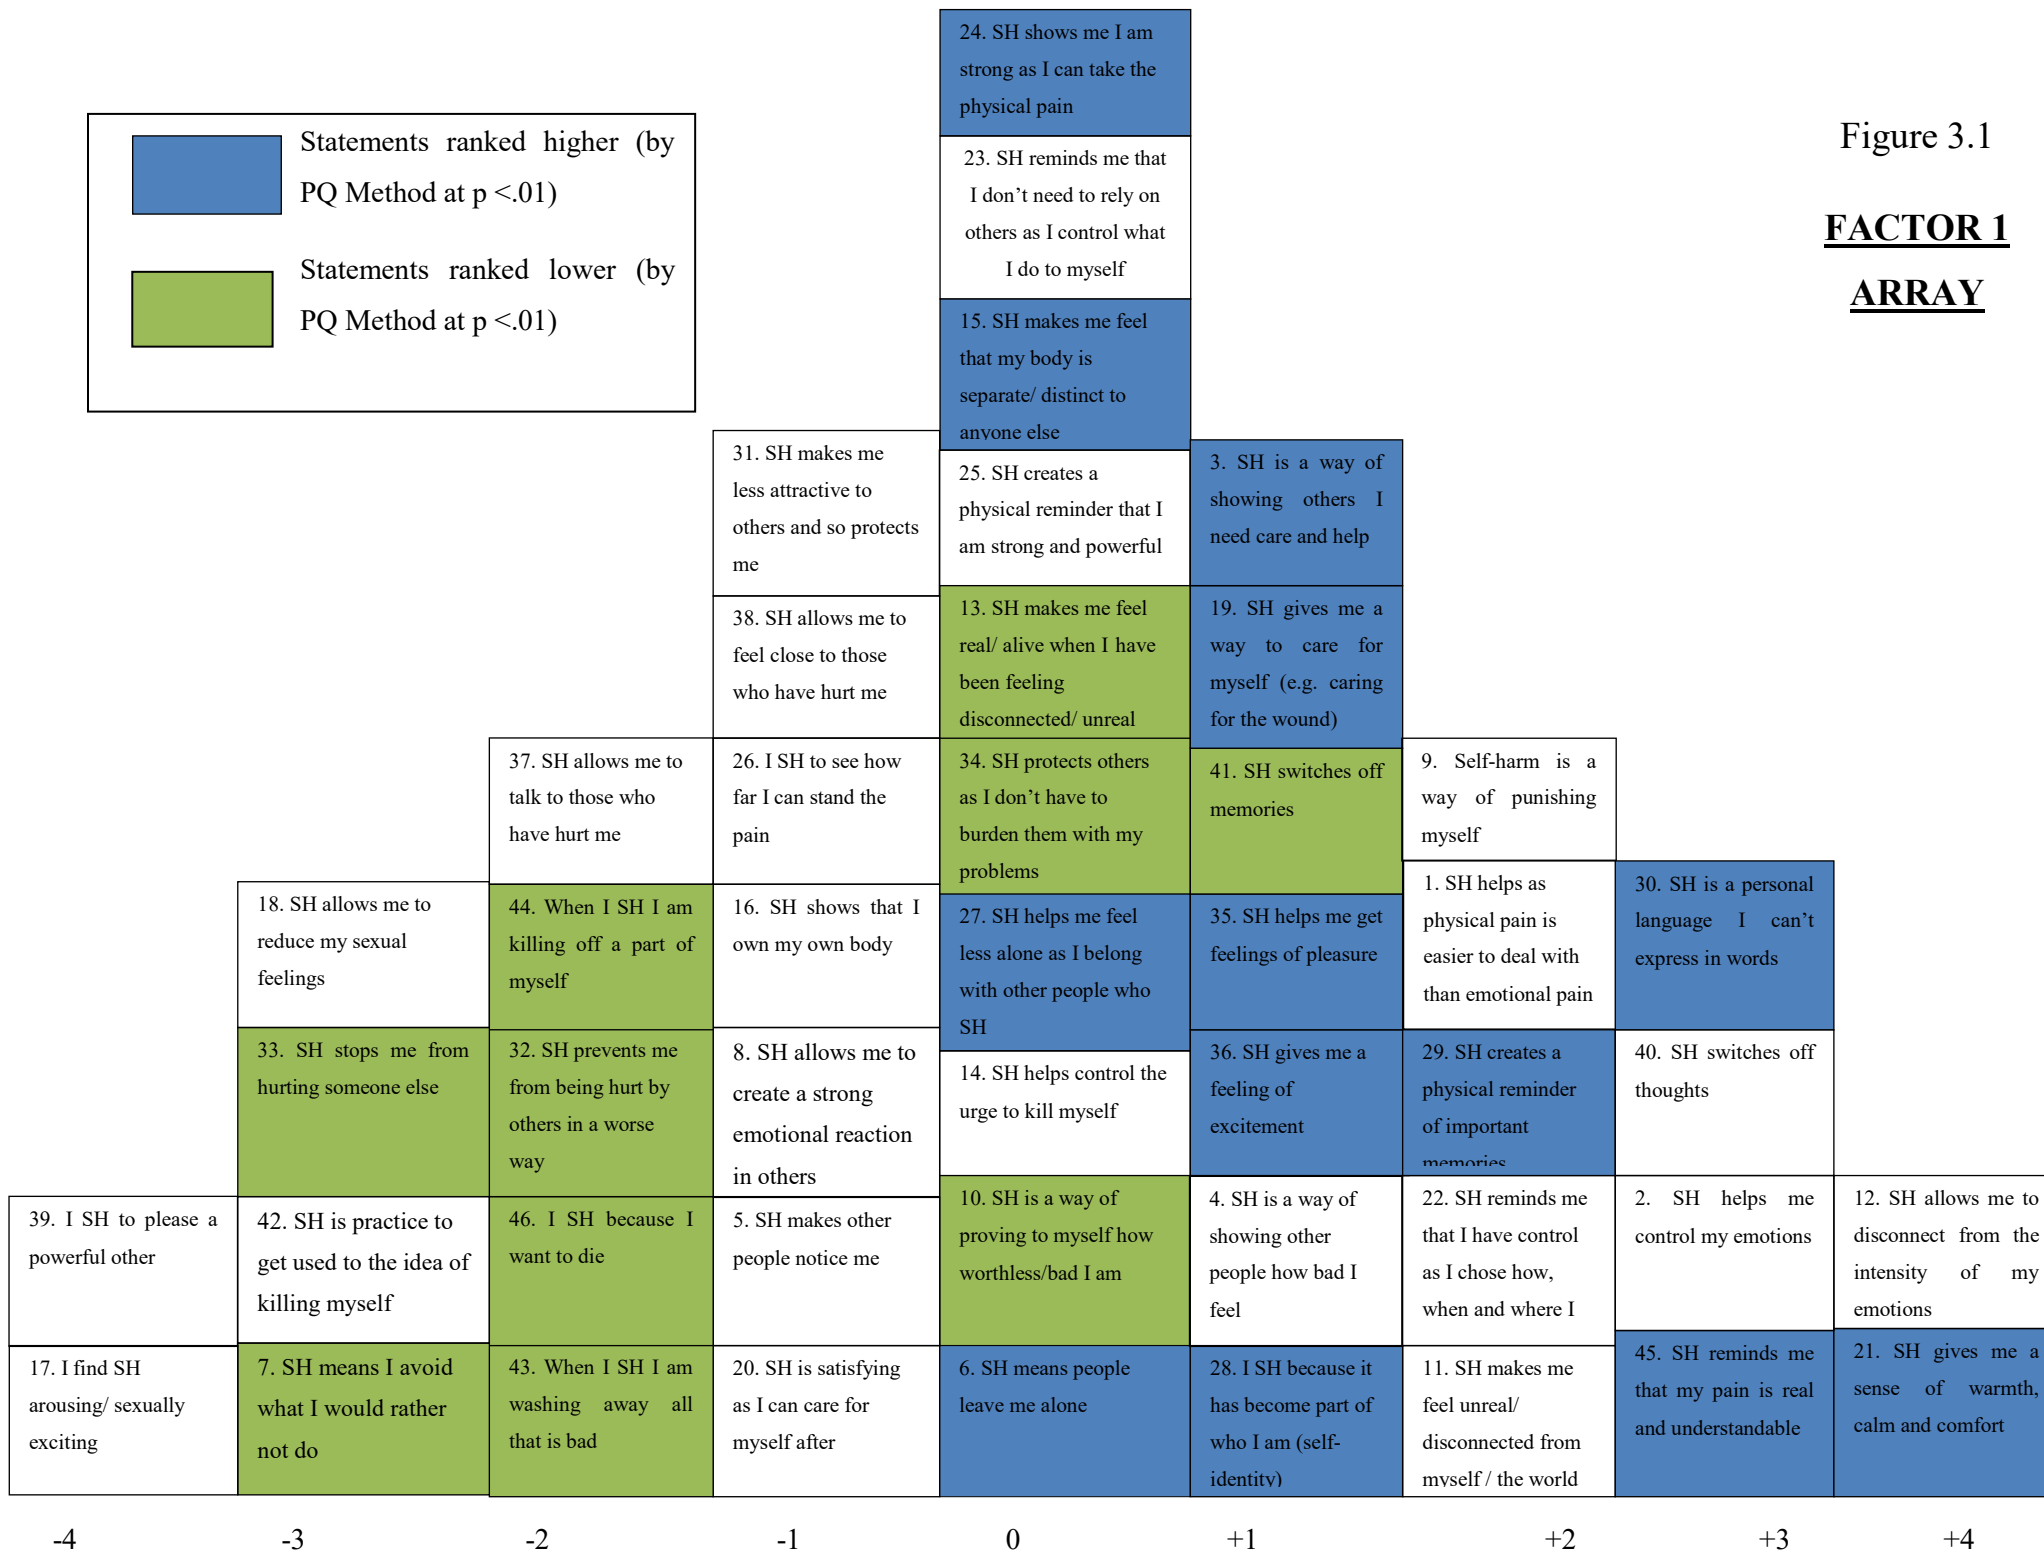 Statements ranked higher (by
PQ Method at p <.01)
Statements ranked lower (by
PQ Method at p <.01)
Figure 3.1
FACTOR 1
ARRAY
24. SH shows me I am
strong as I can take the
physical pain
23. SH reminds me that
I don't need to rely on
others as I control what
I do to myself
15. SH makes me feel
that my body is
separate/ distinct to
anyone else
25. SH creates a
physical reminder that I
am strong and powerful
13. SH makes me feel
real/ alive when I have
been feeling
disconnected/ unreal
34. SH protects others
as I don't have to
burden them with my
problems
27. SH helps me feel
less alone as I belong
with other people who
SH
14. SH helps control the
urge to kill myself
10. SH is a way of
proving to myself how
worthless/bad I am
6. SH means people
leave me alone
31. SH makes me
less attractive to
others and so protects
me
38. SH allows me to
feel close to those
who have hurt me
26. I SH to see how
far I can stand the
pain
16. SH shows that I
own my own body
8. SH allows me to
create a strong
emotional reaction
in others
5. SH makes other
people notice me
20. SH is satisfying
as I can care for
myself after
37. SH allows me to
talk to those who
have hurt me
44. When I SH I am
killing off a part of
myself
32. SH prevents me
from being hurt by
others in a worse
way
46. I SH because I
want to die
43. When I SH I am
washing away all
that is bad
18. SH allows me to
reduce my sexual
feelings
33. SH stops me from
hurting someone else
42. SH is practice to
get used to the idea of
killing myself
7. SH means I avoid
what I would rather
not do
39. I SH to please a
powerful other
17. I find SH
arousing/ sexually
exciting
3. SH is a way of
showing others I
need care and help
19. SH gives me a
way to care for
myself (e.g. caring
for the wound)
41. SH switches off
memories
35. SH helps me get
feelings of pleasure
36. SH gives me a
feeling of
excitement
4. SH is a way of
showing other
people how bad I
feel
28. I SH because it
has become part of
who I am (self-
identity)
9. Self-harm is a
way of punishing
myself
1. SH helps as
physical pain is
easier to deal with
than emotional pain
29. SH creates a
physical reminder
of important
memories
22. SH reminds me
that I have control
as I chose how,
when and where I
11. SH makes me
feel unreal/
disconnected from
myself / the world
30. SH is a personal
language I can't
express in words
40. SH switches off
thoughts
2. SH helps me
control my emotions
45. SH reminds me
that my pain is real
and understandable
12. SH allows me to
disconnect from the
intensity of my
emotions
21. SH gives me a
sense of warmth,
calm and comfort
-4 -3 -2 -1 0 +1 +2 +3 +4